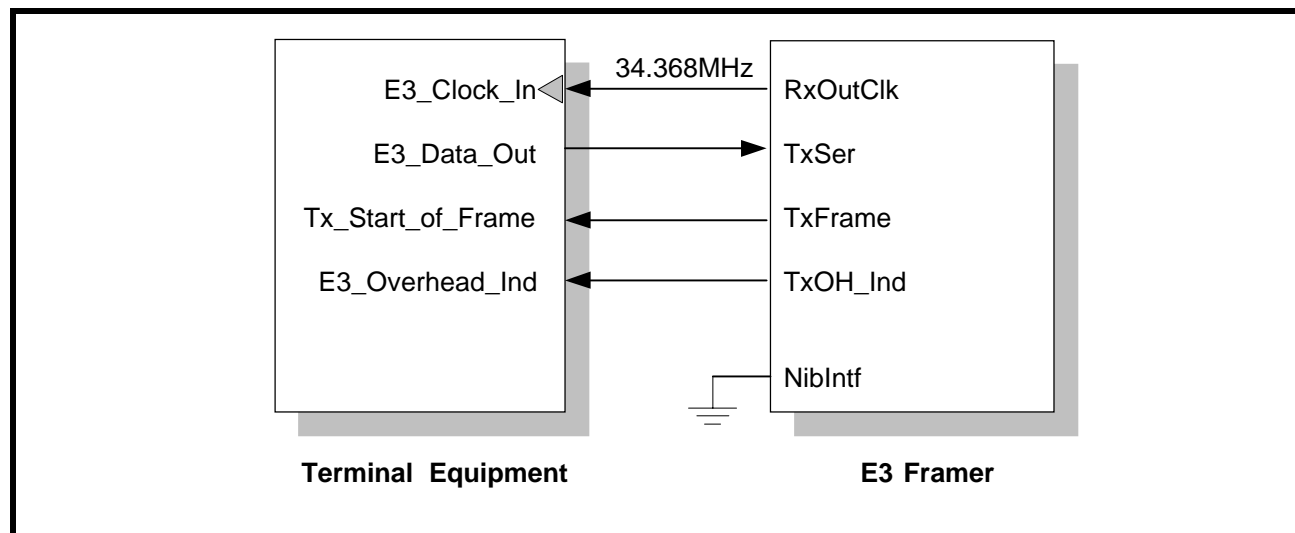 34.368MHz
E3_Clock_In
RxOutClk
E3_Data_Out
TxSer
Tx_Start_of_Frame
TxFrame
E3_Overhead_Ind
TxOH_Ind
NibIntf
Terminal Equipment
E3 Framer